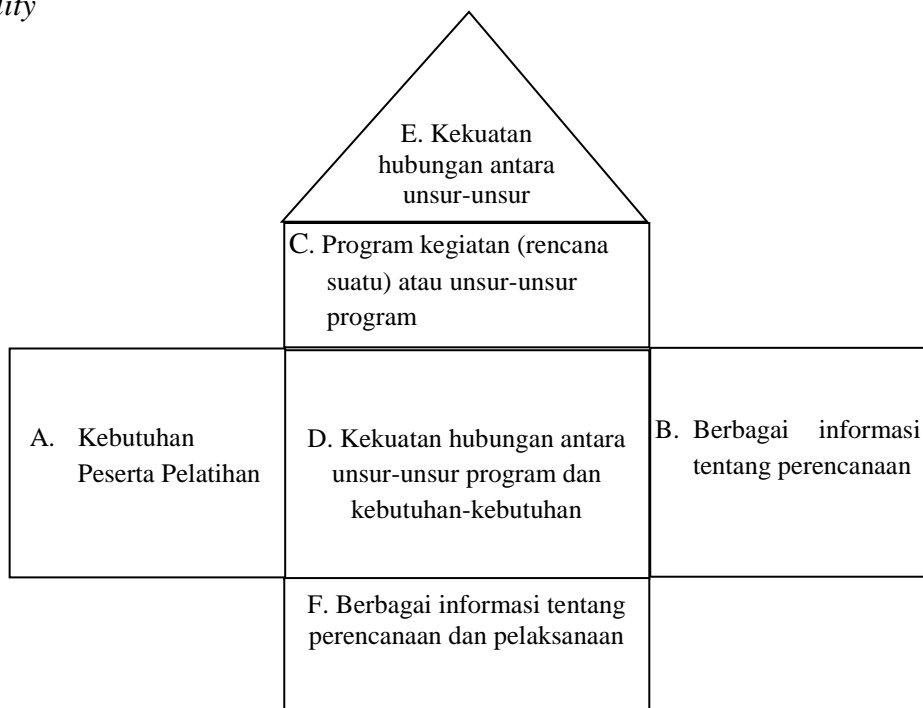 E. Kekuatan
hubungan antara
unsur-unsur
C. Program kegiatan (rencana
suatu) atau unsur-unsur
program
A. Kebutuhan
Peserta Pelatihan
D. Kekuatan hubungan antara
unsur-unsur program dan
kebutuhan-kebutuhan
B. Berbagai informasi
tentang perencanaan
F. Berbagai informasi tentang
perencanaan dan pelaksanaan